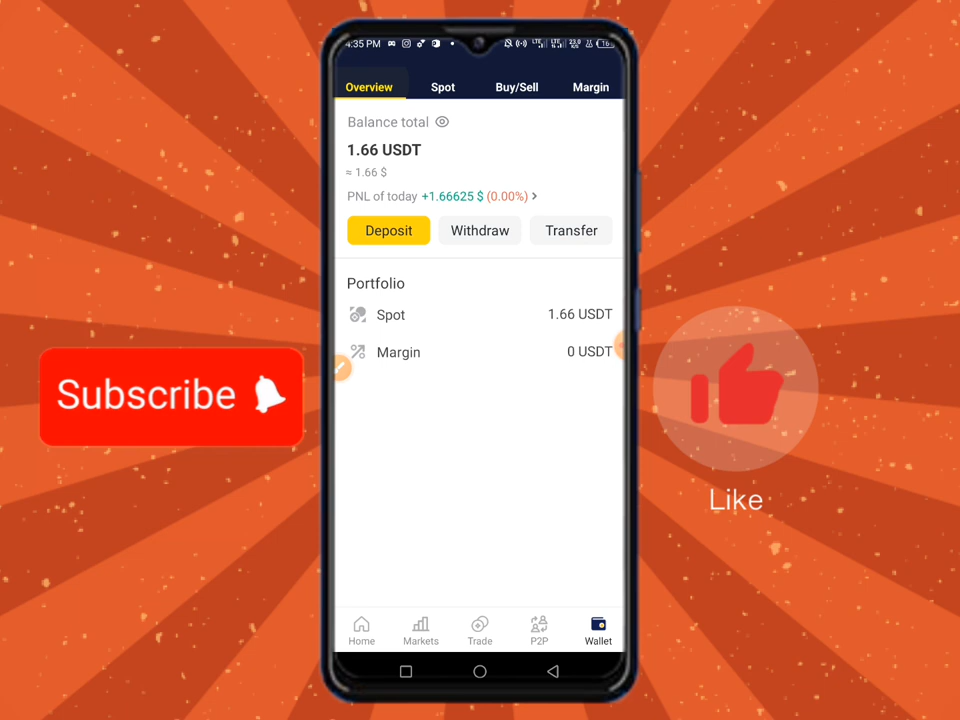 4:35 PM
Overview Spot Buy/Sell Margin
Balance total
1.66 USDT
≈ 1.66 $
PNL of today +1.66625 $ (0.00%) >
Deposit Withdraw Transfer
Portfolio
Spot 1.66 USDT
Margin 0 USDT
Subscribe
Like
Home Markets Trade P2P Wallet